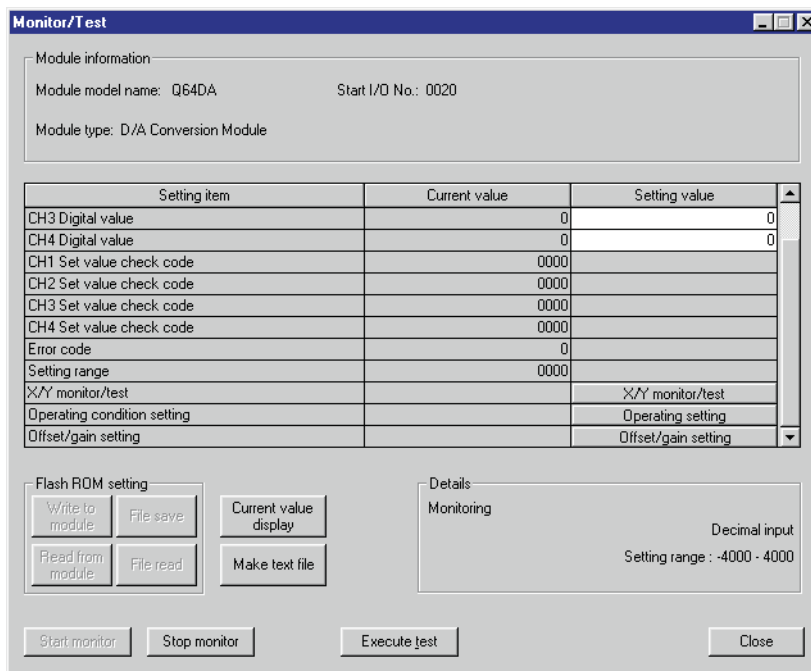 Monitor/Test
Module information
Module model name: Q64DA Start I/O No.: 0020
Module type: D/A Conversion Module
Setting item Current value Setting value
CH3 Digital value 0 0
CH4 Digital value 0 0
CH1 Set value check code 0000
CH2 Set value check code 0000
CH3 Set value check code 0000
CH4 Set value check code 0000
Error code 0
Setting range 0000
X/Y monitor/test X/Y monitor/test
Operating condition setting Operating setting
Offset/gain setting Offset/gain setting
Flash ROM setting
Write to
module
File save
Read from
module
File read
Current value
display
Make text file
Details
Monitoring
Decimal input
Setting range : -4000 - 4000
Start monitor Stop monitor Execute test Close